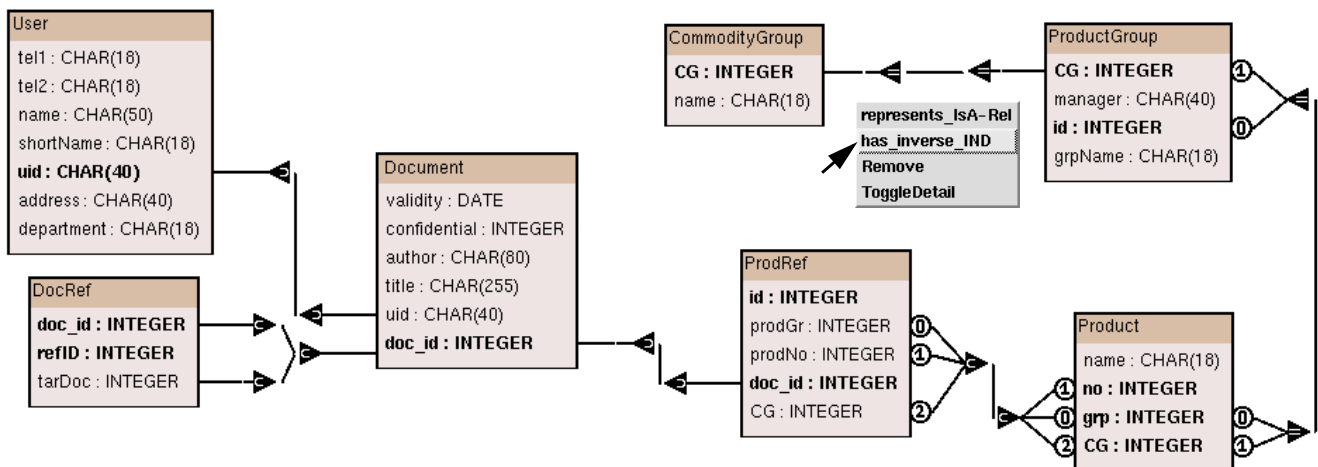 User
tel1 : CHAR(18)
tel2 : CHAR(18)
name : CHAR(50)
shortName : CHAR(18)
uid : CHAR(40)
address : CHAR(40)
department : CHAR(18)
DocRef
doc_id : INTEGER
refID : INTEGER
tarDoc : INTEGER
Document
validity : DATE
confidential : INTEGER
author : CHAR(80)
title : CHAR(255)
uid : CHAR(40)
doc_id : INTEGER
CommodityGroup
CG : INTEGER
name : CHAR(18)
represents_IsA-Rel
has_inverse_IND
Remove
ToggleDetail
ProductGroup
CG : INTEGER
manager : CHAR(40)
id : INTEGER
grpName : CHAR(18)
1
0
ProdRef
id : INTEGER
prodGr : INTEGER
prodNo : INTEGER
doc_id : INTEGER
CG : INTEGER
0
1
2
Product
name : CHAR(18)
no : INTEGER
grp : INTEGER
CG : INTEGER
1
0
2
0
1